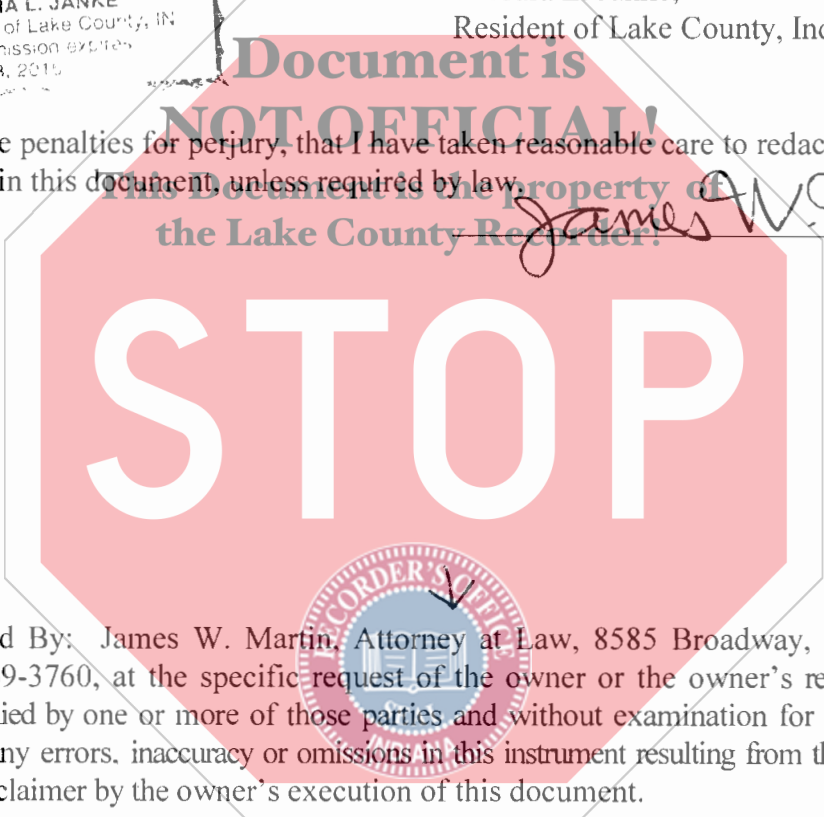 A L. JANKE
of Lake County, IN
mission expires
Resident of Lake County, Ind
Document is
NOT OFFICIAL!
e penalties for perjury, that I have taken reasonable care to redac
in this document, unless required by law.
This Document is the property of
the Lake County Recorder!
James W.
STOP
RECORDER'S OFFICE
SEAL
INDIANA
d By: James W. Martin, Attorney at Law, 8585 Broadway,
9-3760, at the specific request of the owner or the owner's re
ied by one or more of those parties and without examination for
ny errors, inaccuracy or omissions in this instrument resulting from th
claimer by the owner's execution of this document.